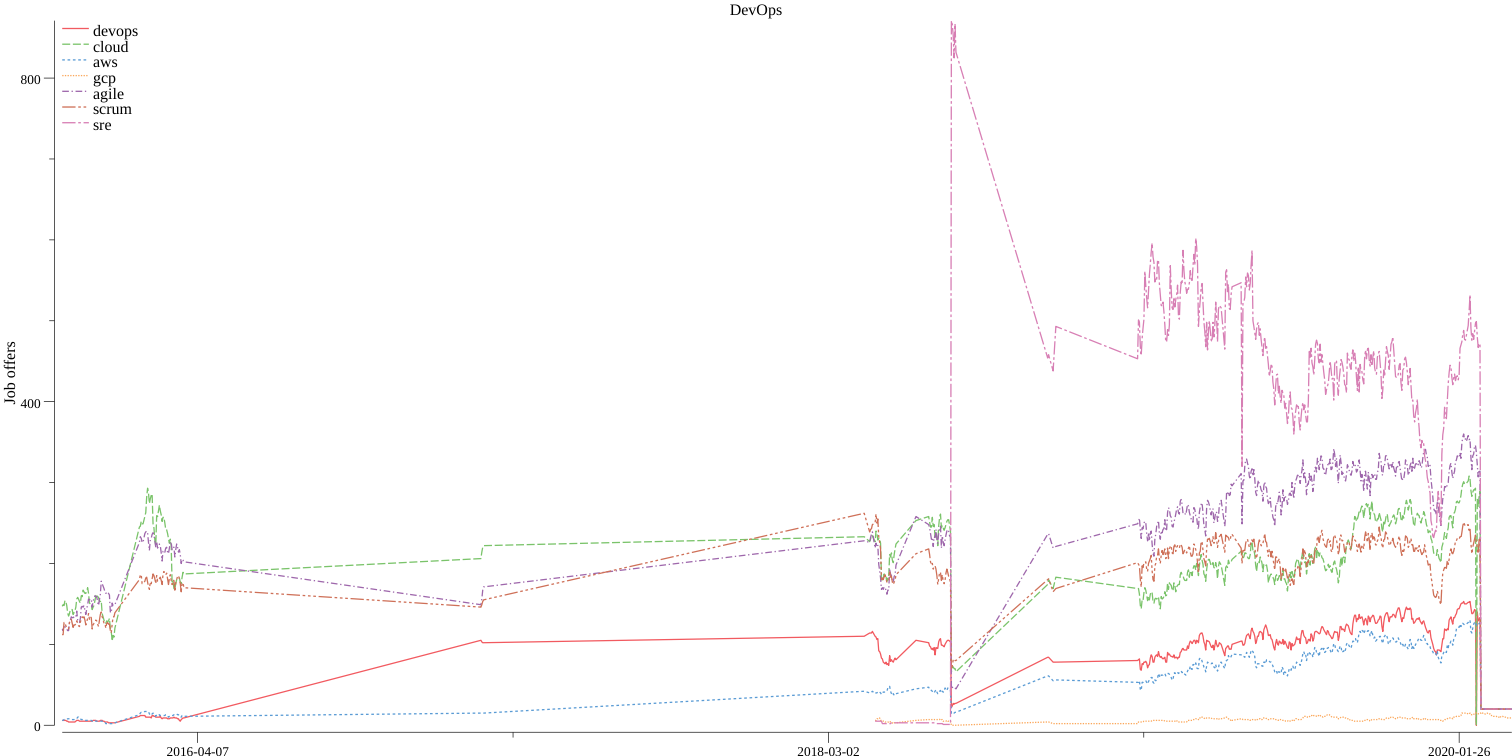 DevOps
devops
cloud
aws
gcp
agile
scrum
sre
Job offers
800
400
0
2016-04-07
2018-03-02
2020-01-26